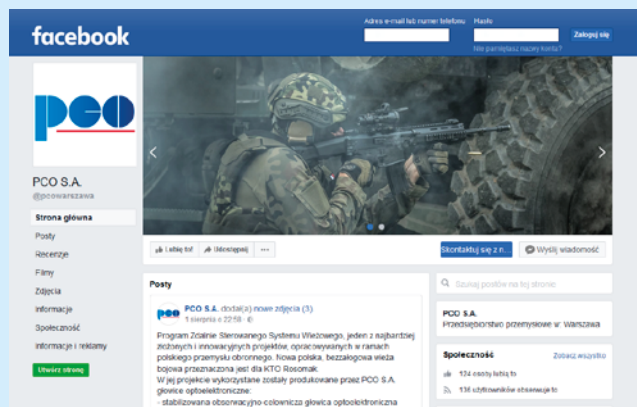 Adres e-mail lub numer telefonu
Hasło
facebook
Zaloguj się
Nie pamiętasz nazwy konta?
pco
PCO S.A.
@pcowarszawa
Strona główna
Posty
Recenzje
Filmy
Zdjęcia
Informacje
Społeczność
Informacje i reklamy
Utwórz stronę
Lubię to!
Udostępnij
Skontaktuj się z n...
Wyślij wiadomość
Posty
pco
PCO S.A. dodał(a) nowe zdjęcia (3)
1 sierpnia o 22:58
Program Zdalnie Sterowanego Systemu Wieżowego, jeden z najbardziej
złożonych i innowacyjnych projektów, opracowywanych w ramach
polskiego przemysłu obronnego. Nowa polska, bezzałogowa wieża
bojowa przeznaczona jest dla KTO Rosomak.
W jej projekcie wykorzystane zostały produkowane przez PCO S.A.
głowice optoelektroniczne:
- stabilizowana obserwacyjno-celownicza głowica optoelektroniczna
Szukaj postów na tej stronie
PCO S.A.
Przedsiębiorstwo przemysłowe w: Warszawa
Społeczność
Zobacz wszystko
124 osoby lubią to
136 użytkowników obserwuje to